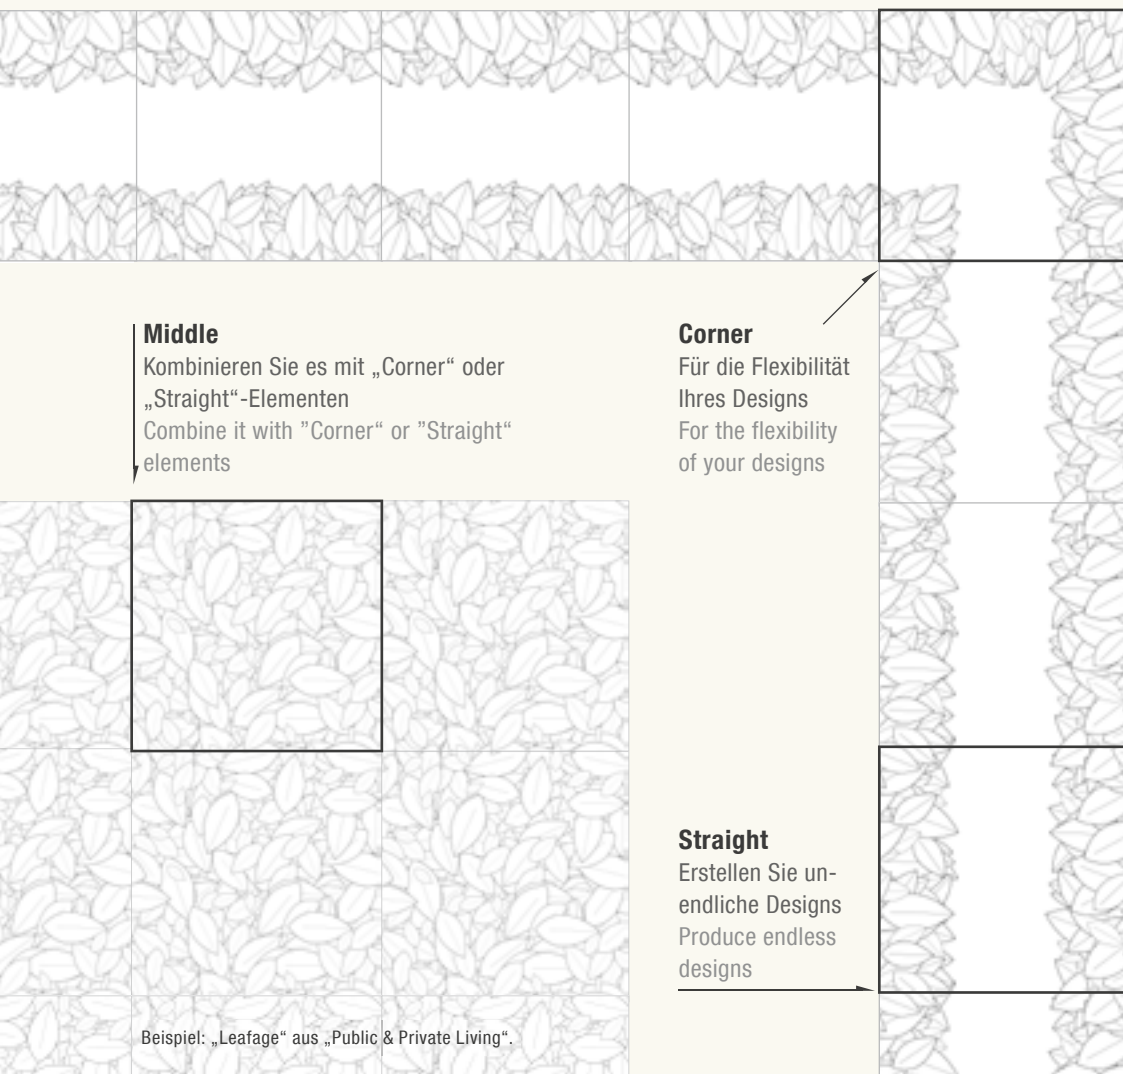 Middle
Kombinieren Sie es mit „Corner“ oder
„Straight“-Elementen
Combine it with ”Corner“ or ”Straight“
elements
Corner
Für die Flexibilität
Ihres Designs
For the flexibility
of your designs
Straight
Erstellen Sie un-
endliche Designs
Produce endless
designs
Beispiel: „Leafage“ aus „Public & Private Living“.